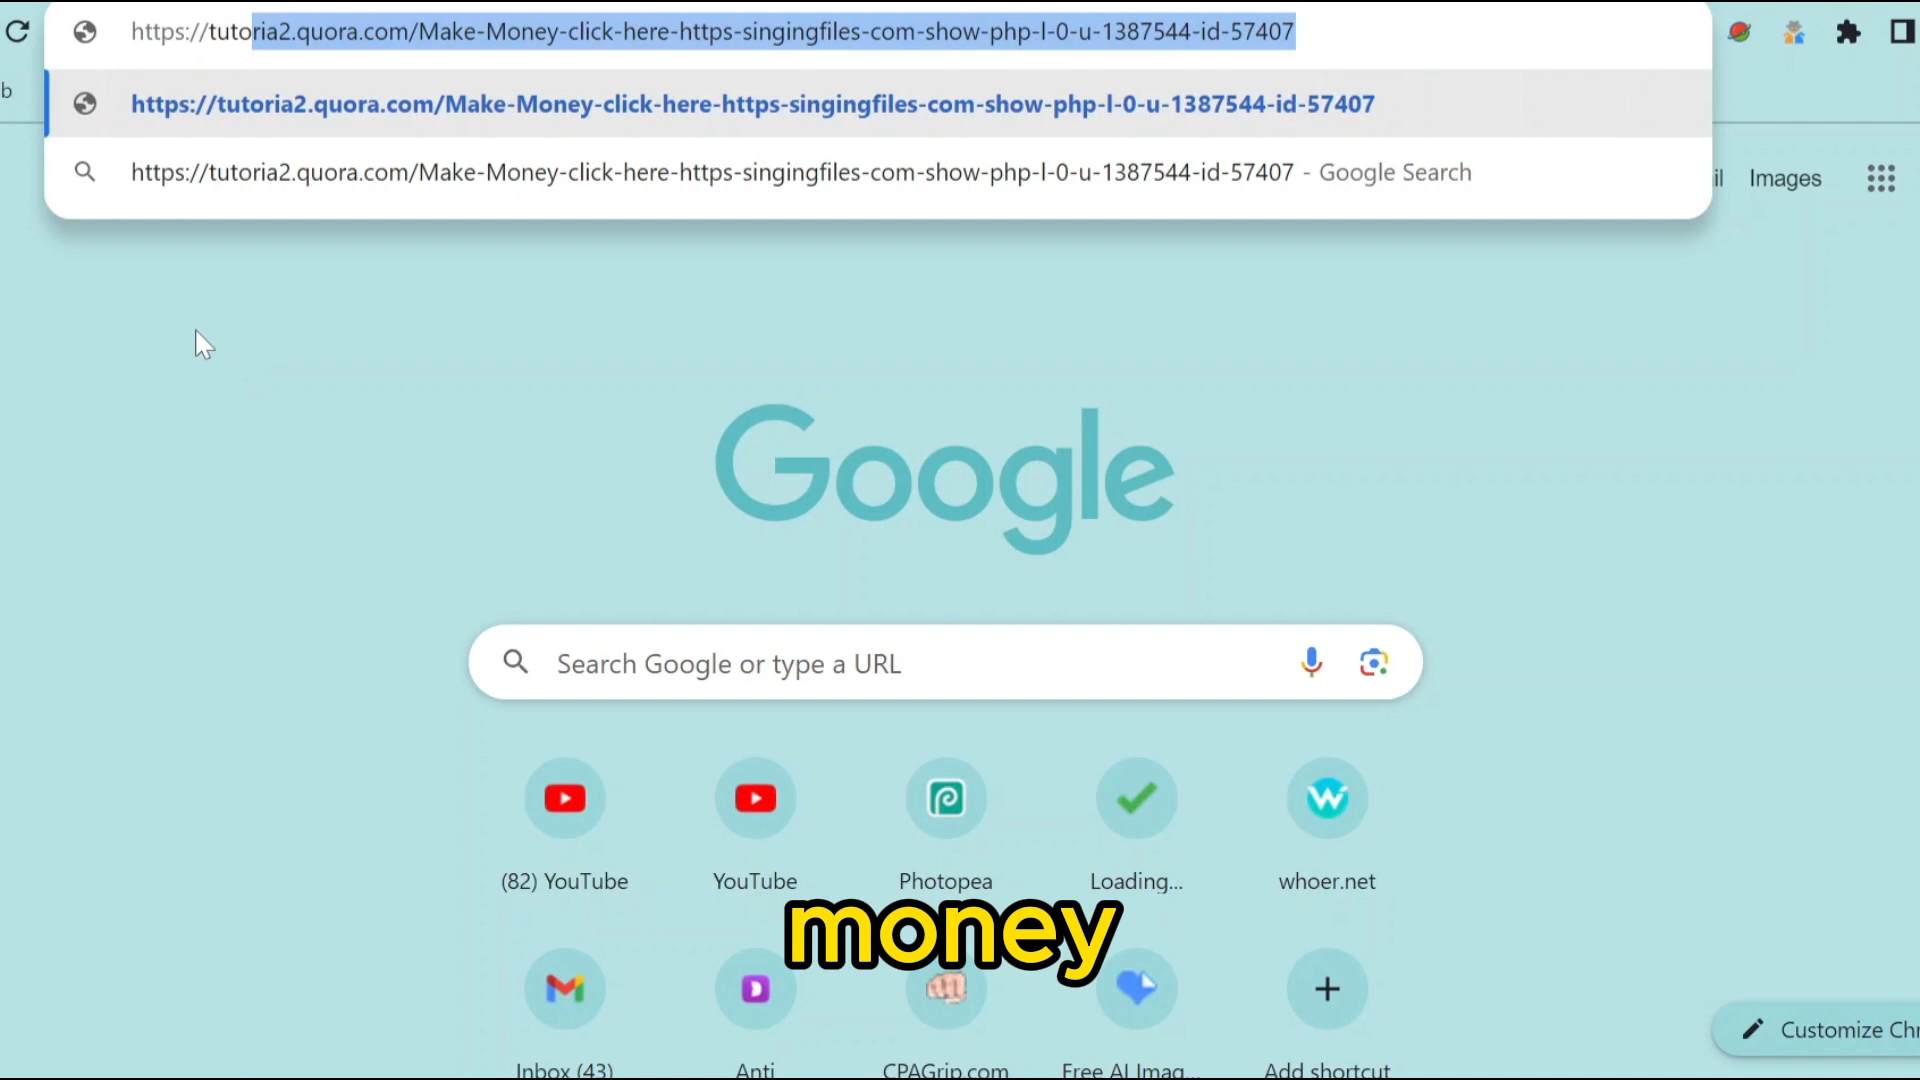 https://tutoria2.quora.com/Make-Money-click-here-https-singingfiles-com-show-php-l-0-u-1387544-id-57407
b
https://tutoria2.quora.com/Make-Money-click-here-https-singingfiles-com-show-php-l-0-u-1387544-id-57407
https://tutoria2.quora.com/Make-Money-click-here-https-singingfiles-com-show-php-l-0-u-1387544-id-57407 - Google Search
il Images
Google
Search Google or type a URL
(82) YouTube YouTube Photopea Loading... whoer.net
money
Customize Chr
Inbox (43) Anti CPAGrip.com Free AI Imag... Add shortcut